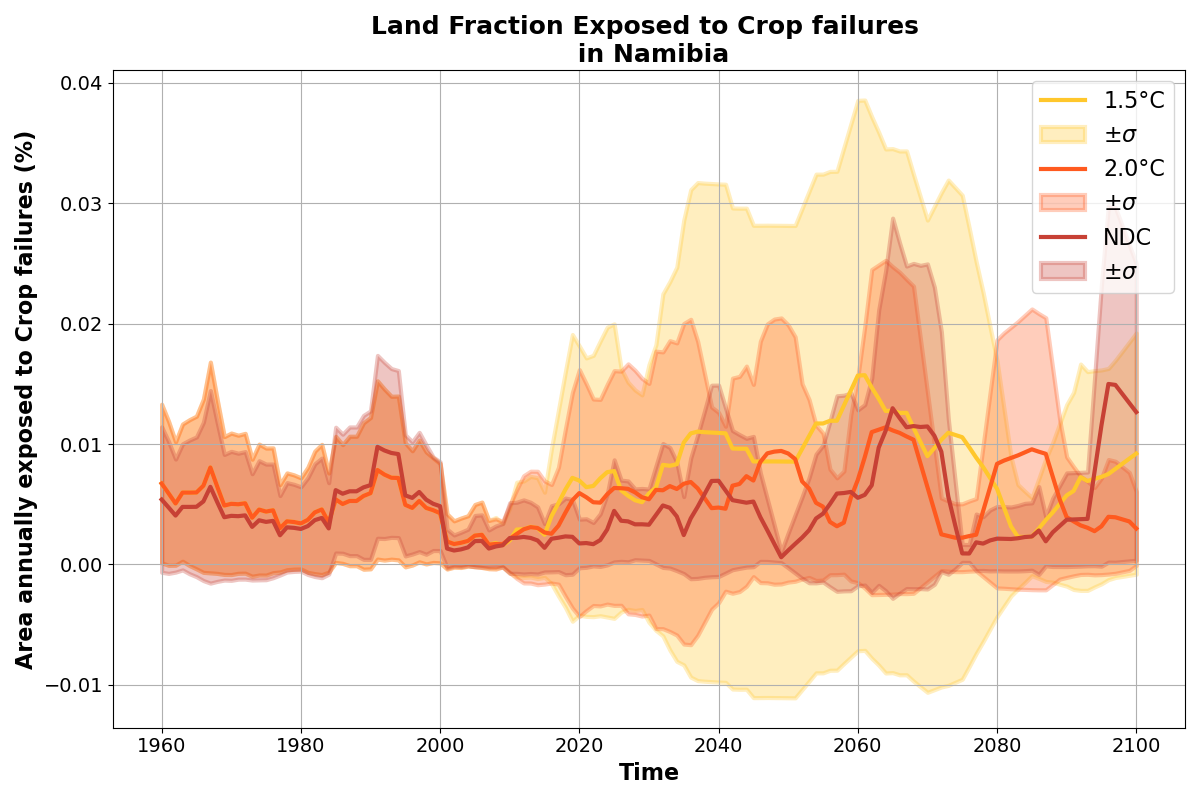 Land Fraction Exposed to Crop failures
in Namibia
Area annually exposed to Crop failures (%)
0.04
0.03
0.02
0.01
0.00
−0.01
1960
1980
2000
2020
2040
2060
2080
2100
Time
1.5°C
±σ
2.0°C
±σ
NDC
±σ